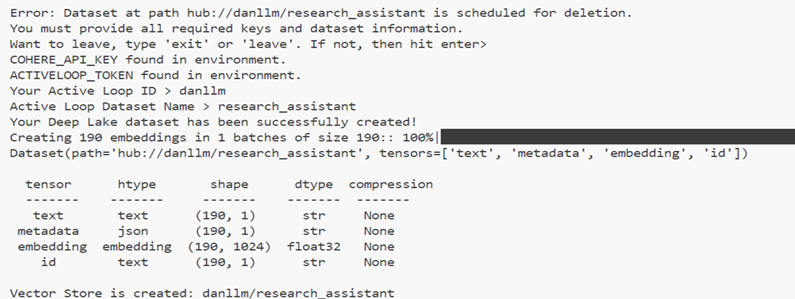 Error: Dataset at path hub://danllm/research_assistant is scheduled for deletion.
You must provide all required keys and dataset information.
Want to leave, type 'exit' or 'leave'. If not, then hit enter>
COHERE_API_KEY found in environment.
ACTIVELOOP_TOKEN found in environment.
Your Active Loop ID > danllm
Active Loop Dataset Name > research_assistant
Your Deep Lake dataset has been successfully created!
Creating 190 embeddings in 1 batches of size 190:: 100%|
Dataset(path='hub://danllm/research_assistant', tensors=['text', 'metadata', 'embedding', 'id'])
tensor htype shape dtype compression
------- ------- ------- ------- -------
text text (190, 1) str None
metadata json (190, 1) str None
embedding embedding (190, 1024) float32 None
id text (190, 1) str None
Vector Store is created: danllm/research_assistant